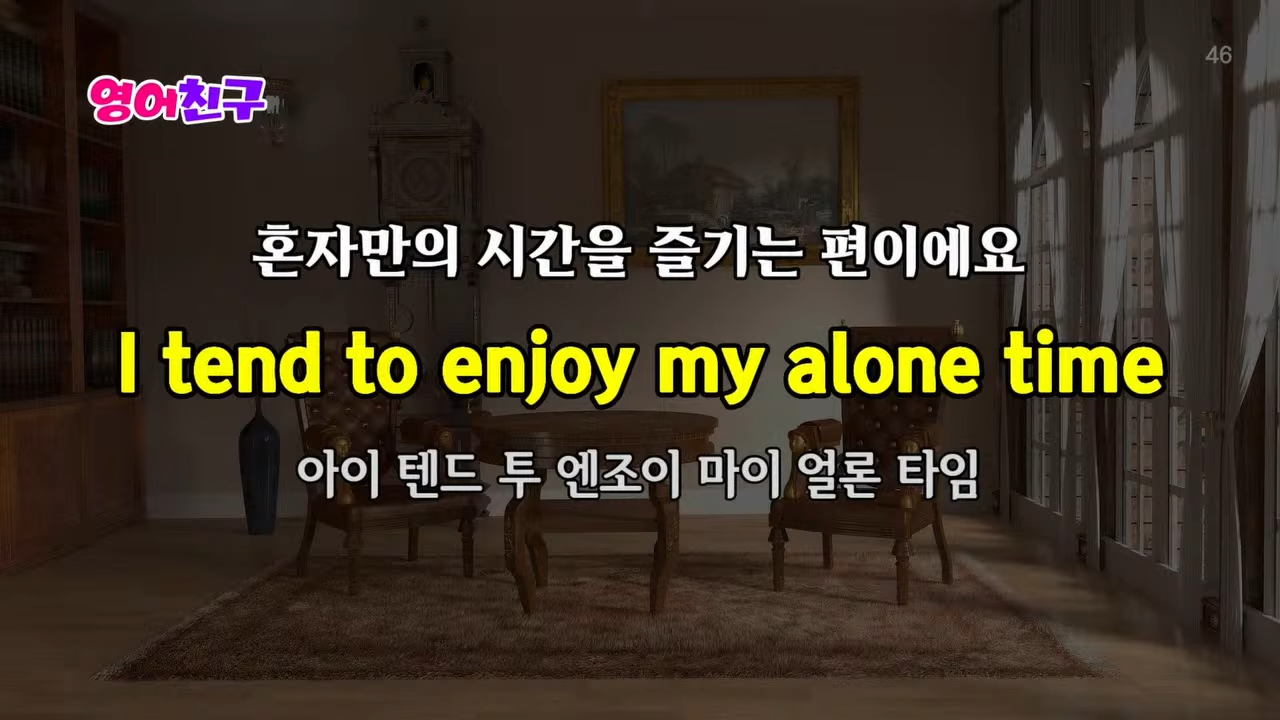 46
영어친구
혼자만의 시간을 즐기는 편이에요
I tend to enjoy my alone time
아이 텐드 투 엔조이 마이 얼론 타임